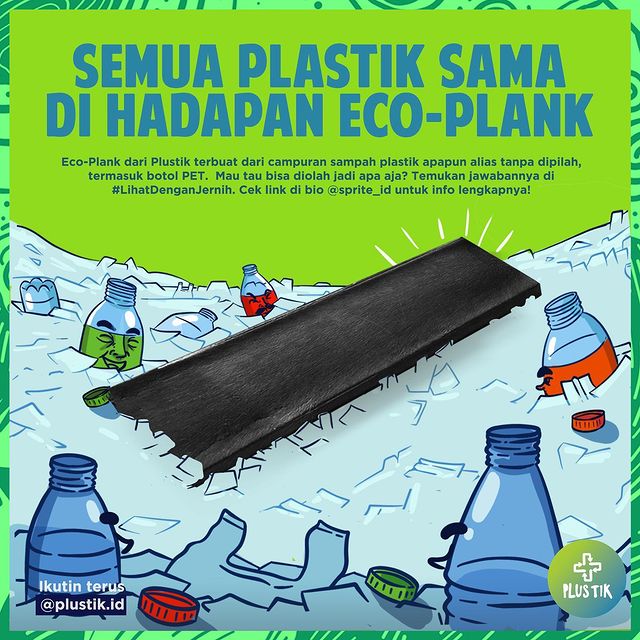 SEMUA PLASTIK SAMA
DI HADAPAN ECO-PLANK
Eco-Plank dari Plustik terbuat dari campuran sampah plastik apapun alias tanpa dipilah,
termasuk botol PET. Mau tau bisa diolah jadi apa aja? Temukan jawabannya di
#LihatDenganJernih. Cek link di bio @sprite_id untuk info lengkapnya!
Ikutin terus
@plustik.id
PLUSTIK